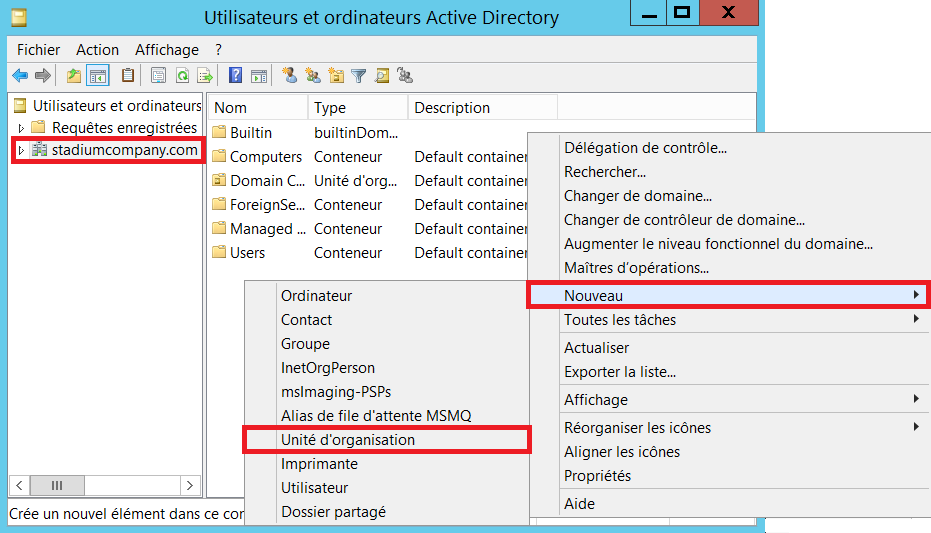 Utilisateurs et ordinateurs Active Directory
Fichier Action Affichage ?
Utilisateurs et ordinateurs
Requêtes enregistrées
stadiumcompany.com
Nom Type Description
Builtin builtinDom...
Computers Conteneur Default container
Domain C... Unité d'org... Default container
ForeignSe... Conteneur Default container
Managed ... Conteneur Default container
Users Conteneur Default container
Délégation de contrôle...
Rechercher...
Changer de domaine...
Changer de contrôleur de domaine...
Augmenter le niveau fonctionnel du domaine...
Maîtres d'opérations...
Nouveau
Toutes les tâches
Actualiser
Exporter la liste...
Affichage
Réorganiser les icônes
Aligner les icônes
Propriétés
Aide
Ordinateur
Contact
Groupe
InetOrgPerson
msImaging-PSPs
Alias de file d'attente MSMQ
Unité d'organisation
Imprimante
Utilisateur
Dossier partagé
Crée un nouvel élément dans ce con